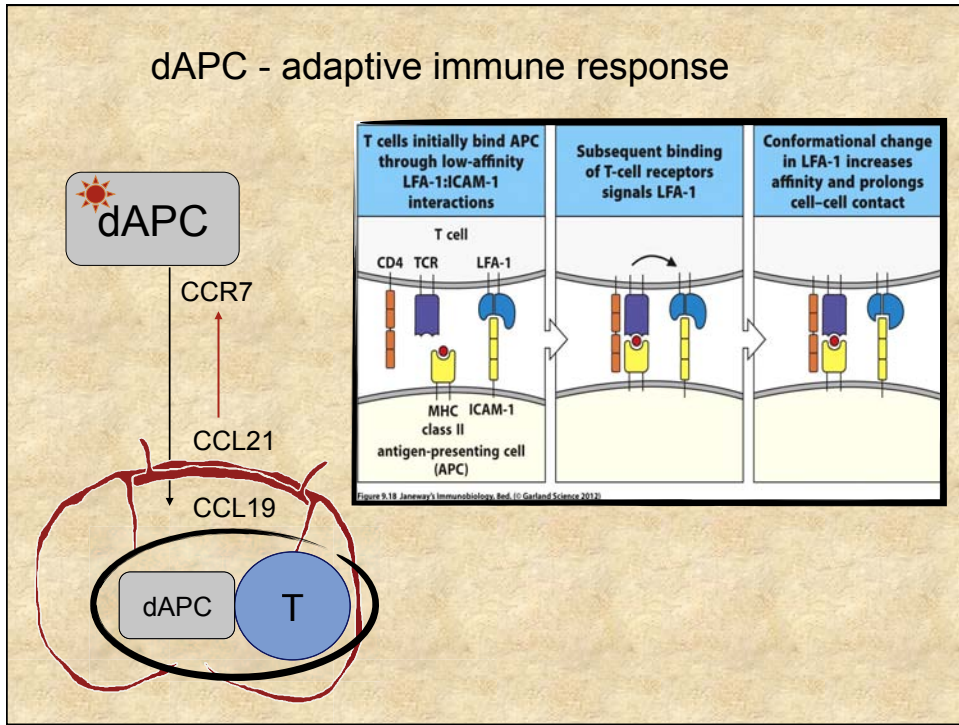 dAPC - adaptive immune response
dAPC
CCR7
CCL21
CCL19
dAPC
T
T cells initially bind APC
through low-affinity
LFA-1:ICAM-1
interactions
Subsequent binding
of T-cell receptors
signals LFA-1
Conformational change
in LFA-1 increases
affinity and prolongs
cell–cell contact
T cell
CD4 TCR LFA-1
MHC ICAM-1
class II
antigen-presenting cell
(APC)
Figure 9.18 Janeway's Immunobiology, 8ed. (© Garland Science 2012)